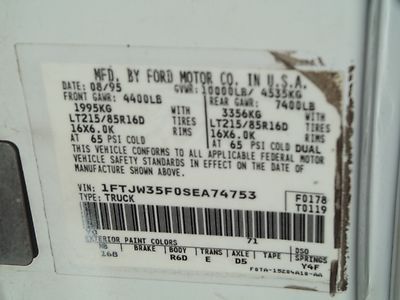 MFD. BY FORD MOTOR CO. IN U.S.A.
DATE: 08/95 GVWR: 10000LB/ 4535KG
FRONT GAWR: 4400LB REAR GAWR: 7400LB
1995KG WITH 3356KG WITH
LT215/85R16D TIRES LT215/85R16D TIRES
16X6.0K RIMS 16X6.0K RIMS
AT 65 PSI COLD AT 65 PSI COLD DUAL
THIS VEHICLE CONFORMS TO ALL APPLICABLE FEDERAL MOTOR
VEHICLE SAFETY STANDARDS IN EFFECT ON THE DATE OF
MANUFACTURE SHOWN ABOVE.
VIN: 1FTJW35F0SEA74753 F0178
TYPE: TRUCK T0119
EXTERIOR PAINT COLORS 71 DSO
WB BRAKE BODY TRANS AXLE TAPE SPRINGS
168 R6D E D5 Y4F